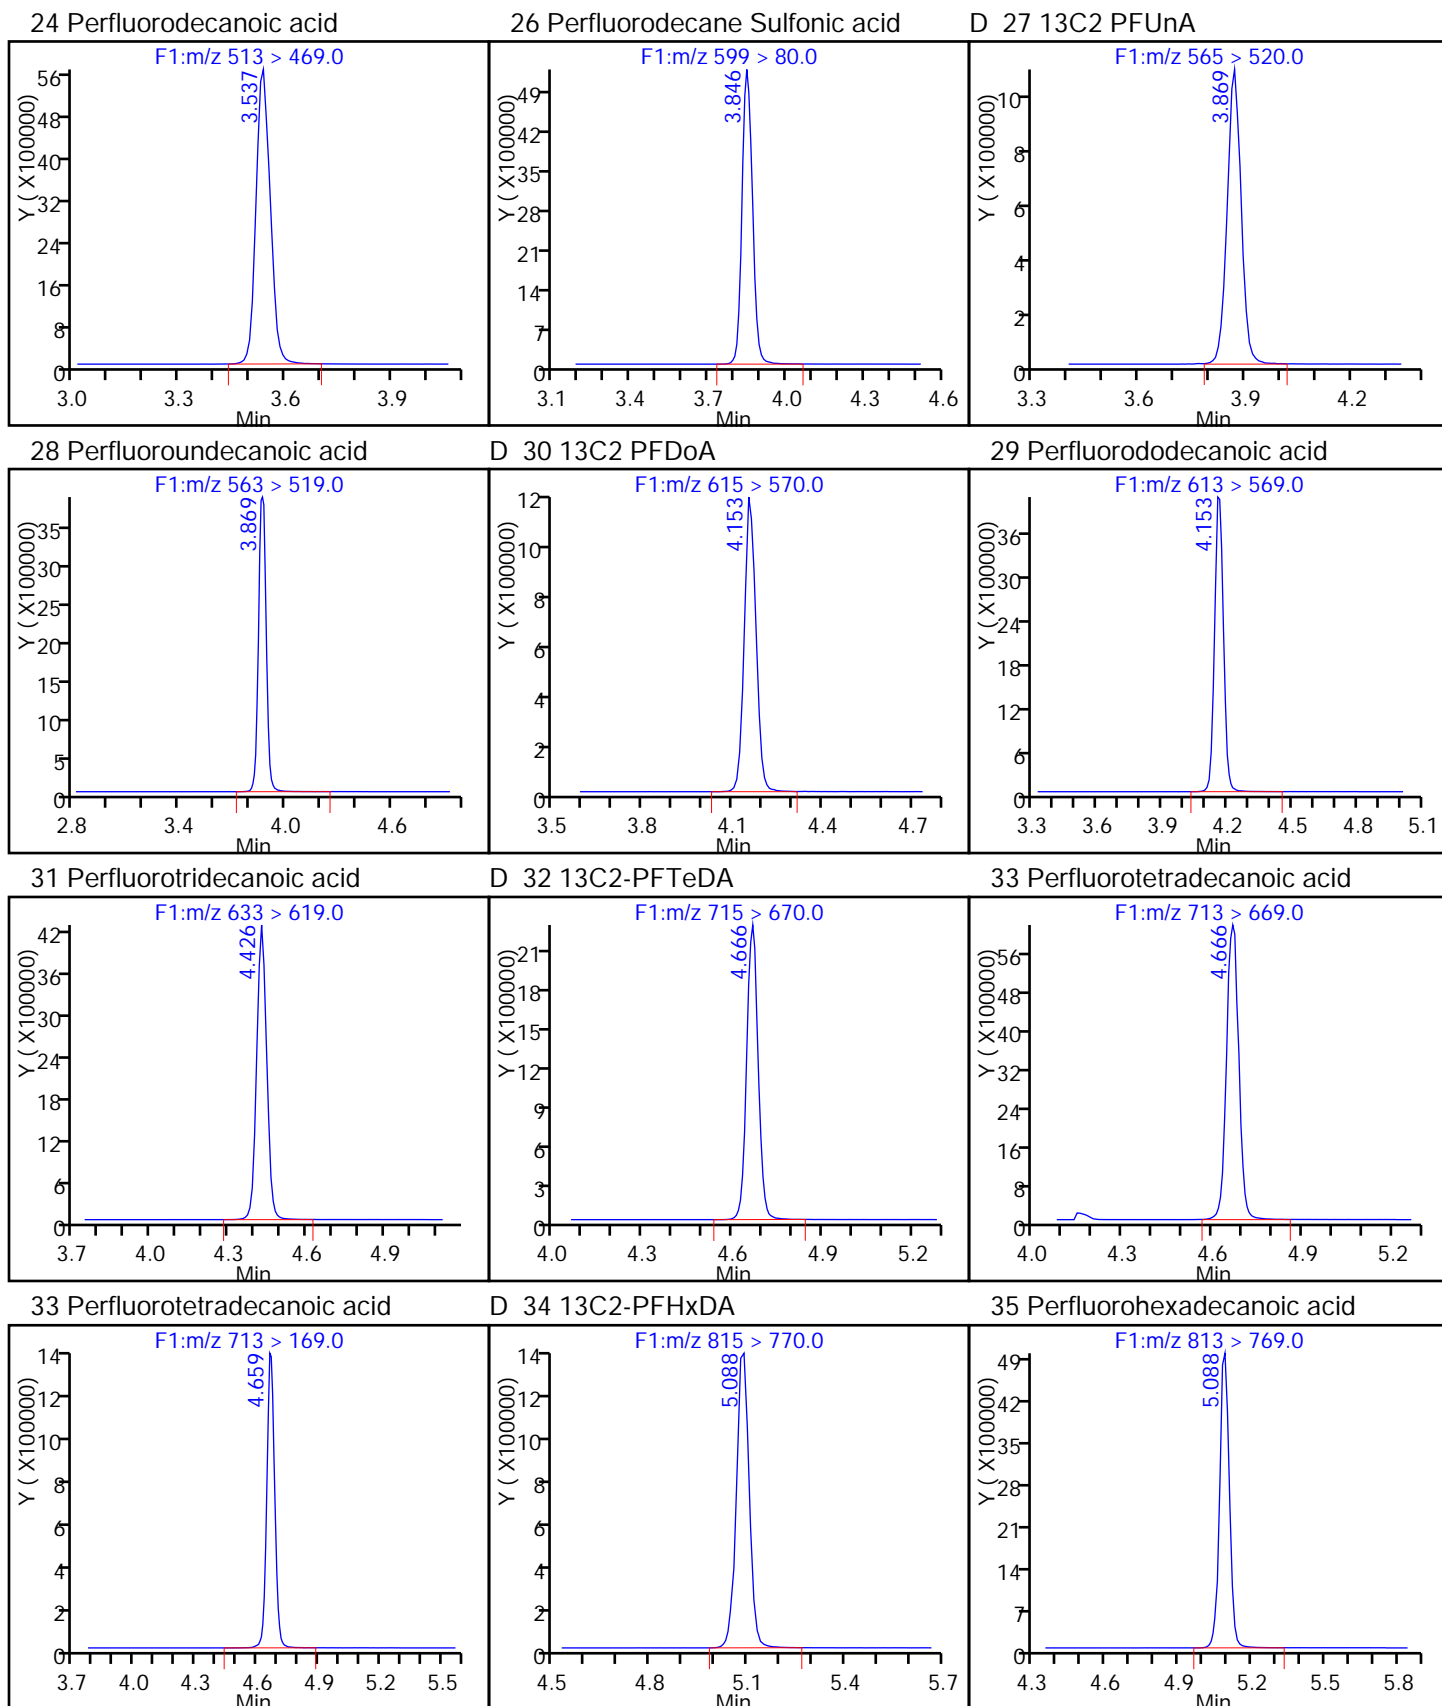 24 Perfluorodecanoic acid
F1:m/z 513 > 469.0
3.537
Y ( X100000)
56
48
40
32
24
16
8
0
3.0 3.3 3.6 3.9
Min
26 Perfluorodecane Sulfonic acid
F1:m/z 599 > 80.0
3.846
Y ( X100000)
49
42
35
28
21
14
7
0
3.1 3.4 3.7 4.0 4.3 4.6
Min
D 27 13C2 PFUnA
F1:m/z 565 > 520.0
3.869
Y ( X100000)
10
8
6
4
2
0
3.3 3.6 3.9 4.2
Min
28 Perfluoroundecanoic acid
F1:m/z 563 > 519.0
3.869
Y ( X100000)
35
30
25
20
15
10
5
0
2.8 3.4 4.0 4.6
Min
D 30 13C2 PFDoA
F1:m/z 615 > 570.0
4.153
Y ( X100000)
12
10
8
6
4
2
0
3.5 3.8 4.1 4.4 4.7
Min
29 Perfluorododecanoic acid
F1:m/z 613 > 569.0
4.153
Y ( X100000)
36
30
24
18
12
6
0
3.3 3.6 3.9 4.2 4.5 4.8 5.1
Min
31 Perfluorotridecanoic acid
F1:m/z 633 > 619.0
4.426
Y ( X100000)
42
36
30
24
18
12
6
0
3.7 4.0 4.3 4.6 4.9
Min
D 32 13C2-PFTeDA
F1:m/z 715 > 670.0
4.666
Y ( X100000)
21
18
15
12
9
6
3
0
4.0 4.3 4.6 4.9 5.2
Min
33 Perfluorotetradecanoic acid
F1:m/z 713 > 669.0
4.666
Y ( X100000)
56
48
40
32
24
16
8
0
4.0 4.3 4.6 4.9 5.2
Min
33 Perfluorotetradecanoic acid
F1:m/z 713 > 169.0
4.659
Y ( X100000)
14
12
10
8
6
4
2
0
3.7 4.0 4.3 4.6 4.9 5.2 5.5
Min
D 34 13C2-PFHxDA
F1:m/z 815 > 770.0
5.088
Y ( X100000)
14
12
10
8
6
4
2
0
4.5 4.8 5.1 5.4 5.7
Min
35 Perfluorohexadecanoic acid
F1:m/z 813 > 769.0
5.088
Y ( X100000)
49
42
35
28
21
14
7
0
4.3 4.6 4.9 5.2 5.5 5.8
Min